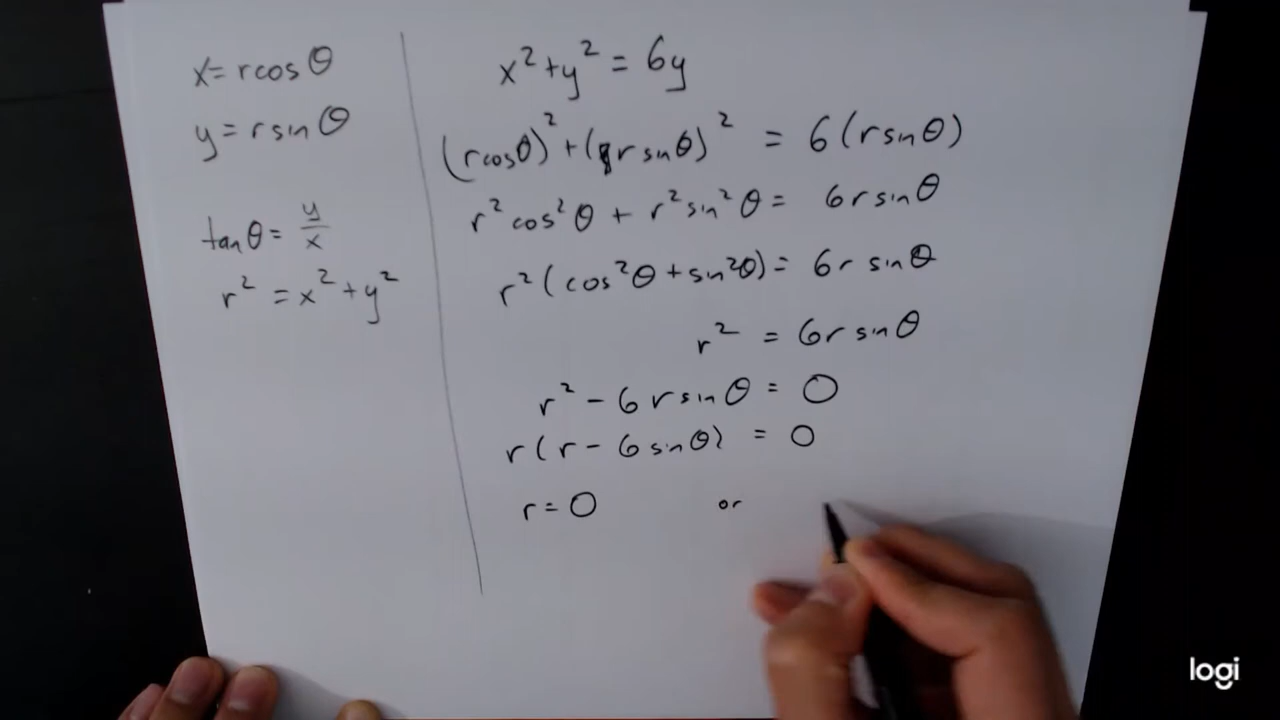 x = r cos θ
y = r sin θ
tan θ = y/x
r² = x² + y²
x² + y² = 6y
(r cos θ)² + (r sin θ)² = 6(r sin θ)
r² cos² θ + r² sin² θ = 6 r sin θ
r² (cos² θ + sin² θ) = 6 r sin θ
r² = 6 r sin θ
r² - 6 r sin θ = 0
r (r - 6 sin θ) = 0
r = 0 or
logi